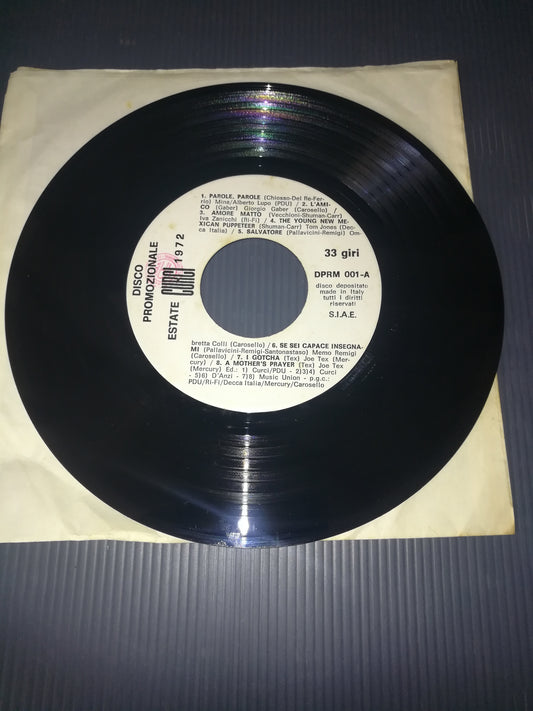 1. PAROLE, PAROLE (Chiosso-Del Re-Fer-
rio) Mina/Alberto Lupo (PDU) / 2. L'AMI-
CO (Gaber) Giorgio Gaber (Carosello) /
3. AMORE MATTO (Vecchioni-Shuman-Carr)
Iva Zanicchi (Ri-Fi) / 4. THE YOUNG NEW ME-
XICAN PUPPETEER (Shuman-Carr) Tom Jones (Dec-
ca Italia) / 5. SALVATORE (Pallavicini-Remigi) Om-
DISCO
PROMOZIONALE
ESTATE CURCI 1972
33 giri
DPRM 001-A
disco depositato
made in Italy
tutti i diritti
riservati
S.I.A.E.
bretta Colli (Carosello) / 6. SE SEI CAPACE INSEGNA-
MI (Pallavicini-Remigi-Santonastaso) Memo Remigi
(Carosello) / 7. I GOTCHA (Tex) Joe Tex (Mer-
cury) / 8. A MOTHER'S PRAYER (Tex) Joe Tex
(Mercury) Ed.: 1) Curci/PDU - 2)3)4) Curci
- 5)6) D'Anzi - 7)8) Music Union - p.g.c.:
PDU/Ri-Fi/Decca Italia/Mercury/Carosello